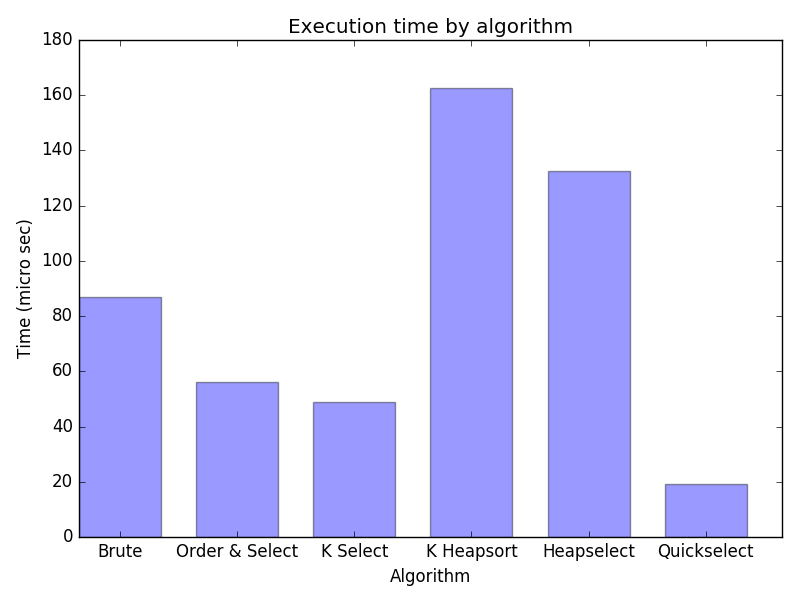 Execution time by algorithm
180
160
140
120
100
80
60
40
20
0
Time (micro sec)
Brute Order & Select K Select K Heapsort Heapselect Quickselect
Algorithm